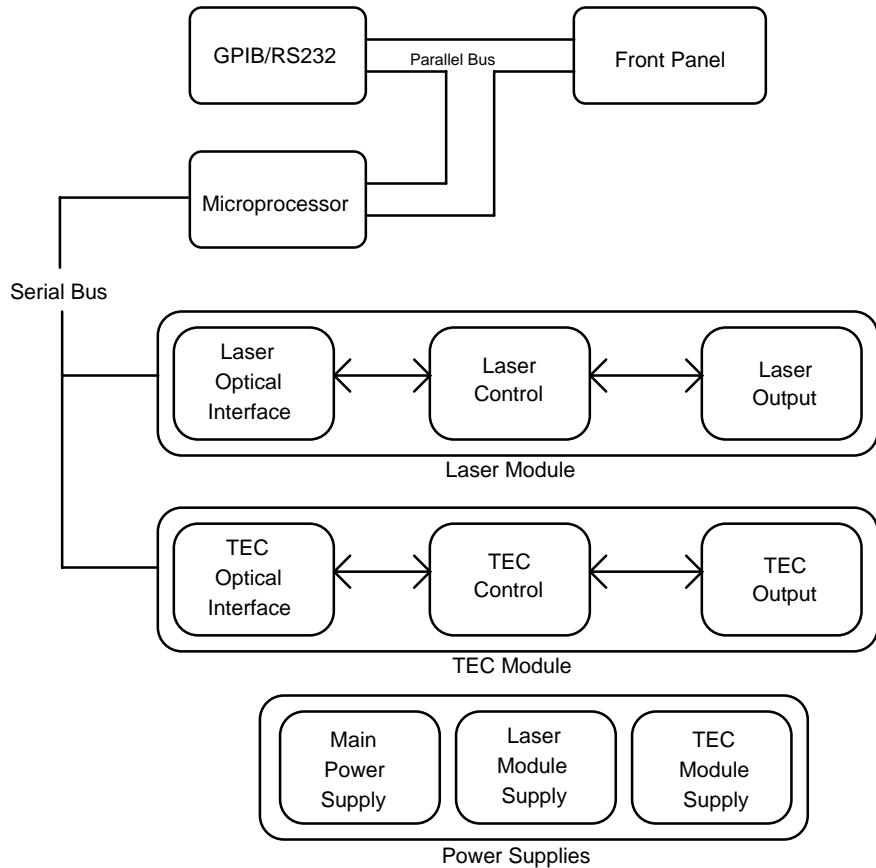 GPIB/RS232
Parallel Bus
Front Panel
Microprocessor
Serial Bus
Laser
Optical
Interface
Laser
Control
Laser
Output
Laser Module
TEC
Optical
Interface
TEC
Control
TEC
Output
TEC Module
Main
Power
Supply
Laser
Module
Supply
TEC
Module
Supply
Power Supplies